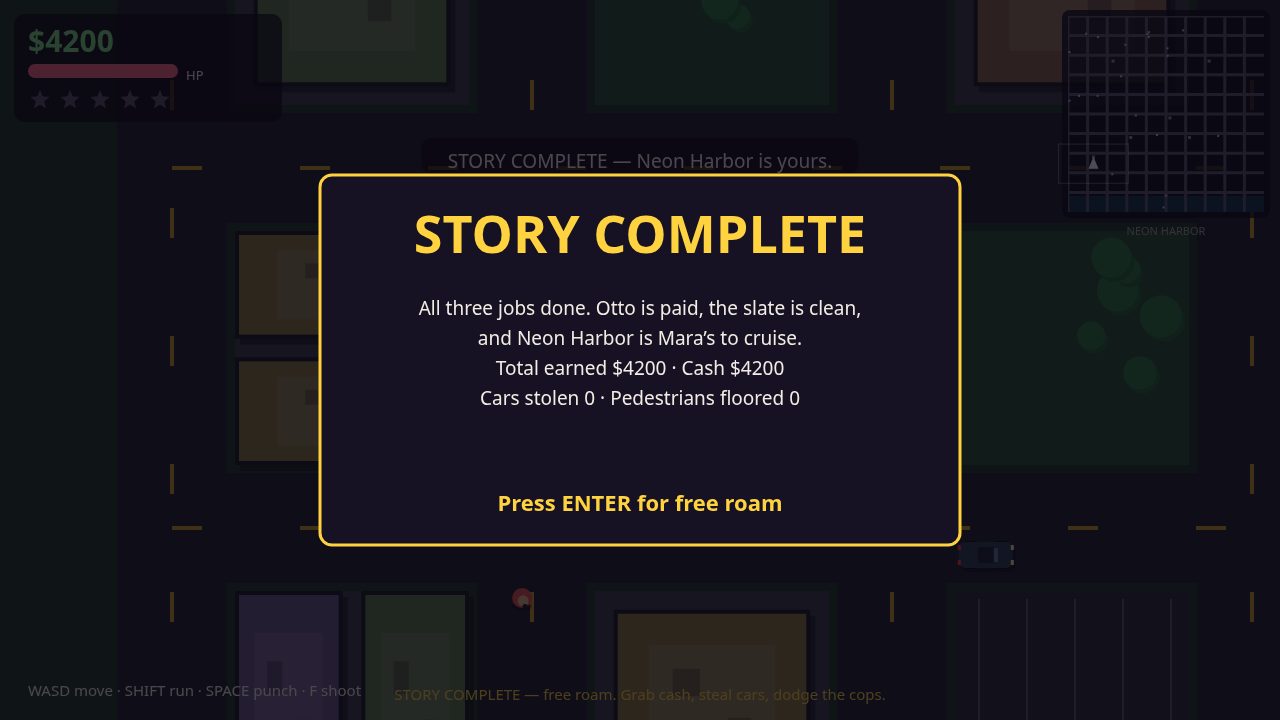 $4200
HP
STORY COMPLETE — Neon Harbor is yours.
NEON HARBOR
STORY COMPLETE
All three jobs done. Otto is paid, the slate is clean,
and Neon Harbor is Mara’s to cruise.
Total earned $4200 · Cash $4200
Cars stolen 0 · Pedestrians floored 0
Press ENTER for free roam
WASD move · SHIFT run · SPACE punch · F shoot
STORY COMPLETE — free roam. Grab cash, steal cars, dodge the cops.